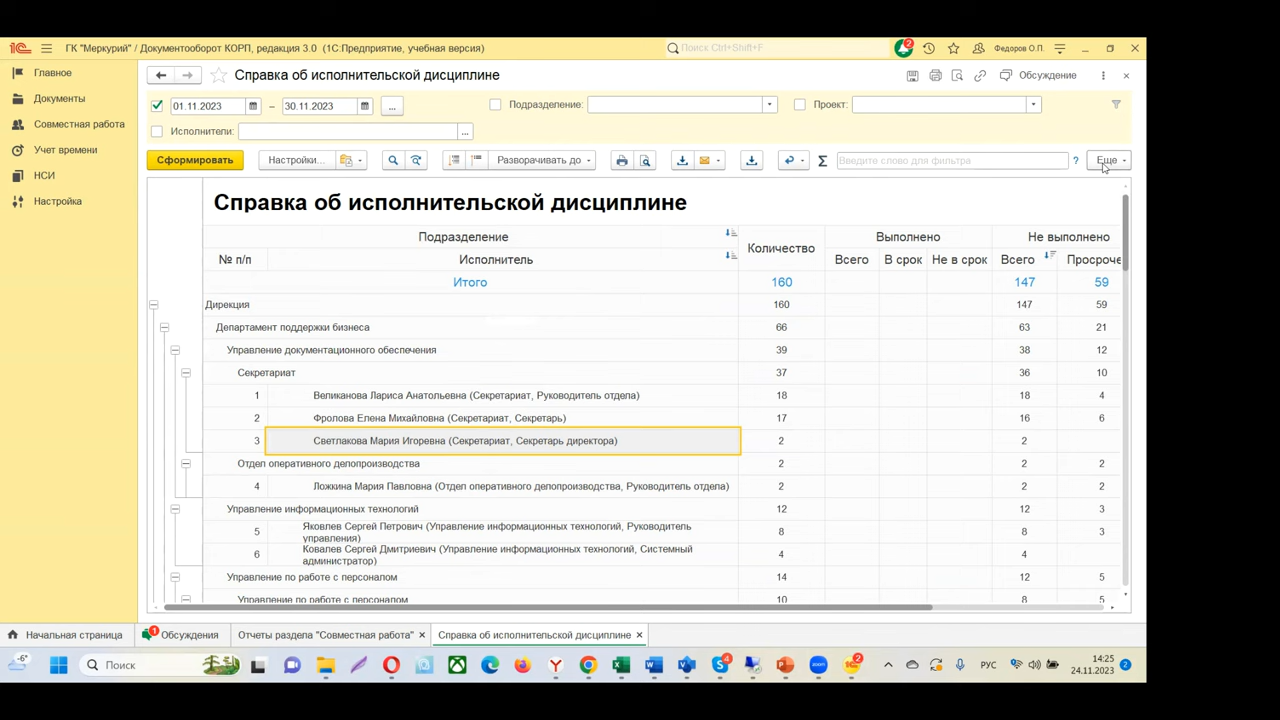 ГК "Меркурий" / Документооборот КОРП, редакция 3.0 (1С:Предприятие, учебная версия)
Поиск Ctrl+Shift+F
2
Федоров О.П.
Главное
Документы
Совместная работа
Учет времени
НСИ
Настройка
Справка об исполнительской дисциплине
Обсуждение
01.11.2023 – 30.11.2023 ... Подразделение: Проект:
Исполнители: ...
Сформировать Настройки... Разворачивать до Σ Введите слово для фильтра ? Еще
Справка об исполнительской дисциплине
Подразделение Количество Выполнено Не выполнено
№ п/п Исполнитель Всего В срок Не в срок Всего Просроче
Итого 160 147 59
Дирекция 160 147 59
Департамент поддержки бизнеса 66 63 21
Управление документационного обеспечения 39 38 12
Секретариат 37 36 10
1 Великанова Лариса Анатольевна (Секретариат, Руководитель отдела) 18 18 4
2 Фролова Елена Михайловна (Секретариат, Секретарь) 17 16 6
3 Светлакова Мария Игоревна (Секретариат, Секретарь директора) 2 2
Отдел оперативного делопроизводства 2 2 2
4 Ложкина Мария Павловна (Отдел оперативного делопроизводства, Руководитель отдела) 2 2 2
Управление информационных технологий 12 12 3
5 Яковлев Сергей Петрович (Управление информационных технологий, Руководитель управления) 8 8 3
6 Ковалев Сергей Дмитриевич (Управление информационных технологий, Системный администратор) 4 4
Управление по работе с персоналом 14 12 5
Управление по работе с персоналом 10 8 5
Начальная страница 1 Обсуждения Отчеты раздела "Совместная работа" × Справка об исполнительской дисциплине ×
-6° Поиск 4 zoom 2 РУС 14:25
24.11.2023 2